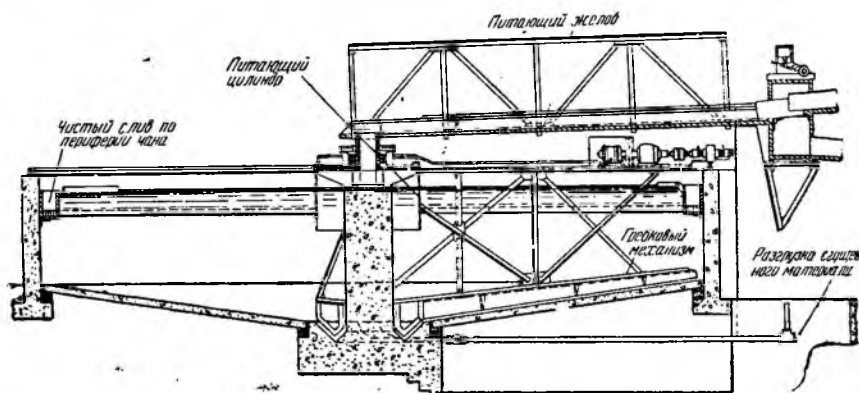 Питающий желоб
Питающий
цилиндр
Чистый слив по
периферии чана
Гребковый
механизм
Разгрузка сгущен
ного материала